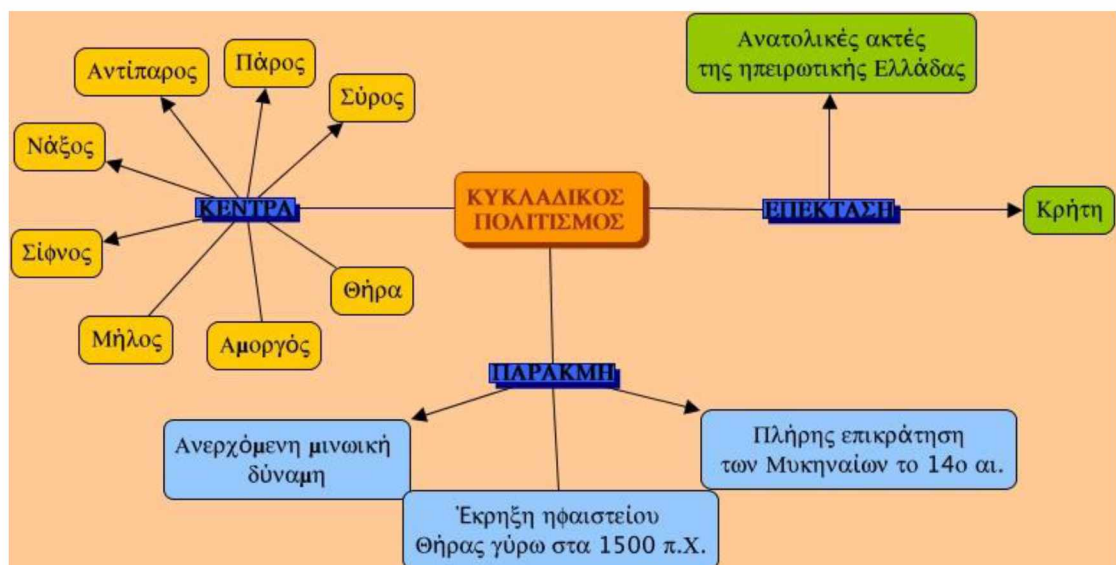 Ανατολικές ακτές
της ηπειρωτικής Ελλάδας
Αντίπαρος
Πάρος
Σύρος
Νάξος
ΚΕΝΤΡΑ
ΚΥΚΛΑΔΙΚΟΣ
ΠΟΛΙΤΙΣΜΟΣ
ΕΠΕΚΤΑΣΗ
Κρήτη
Σίφνος
Θήρα
Μήλος
Αμοργός
ΠΑΡΑΚΜΗ
Ανερχόμενη μινωική
δύναμη
Πλήρης επικράτηση
των Μυκηναίων το 14ο αι.
Έκρηξη ηφαιστείου
Θήρας γύρω στα 1500 π.Χ.